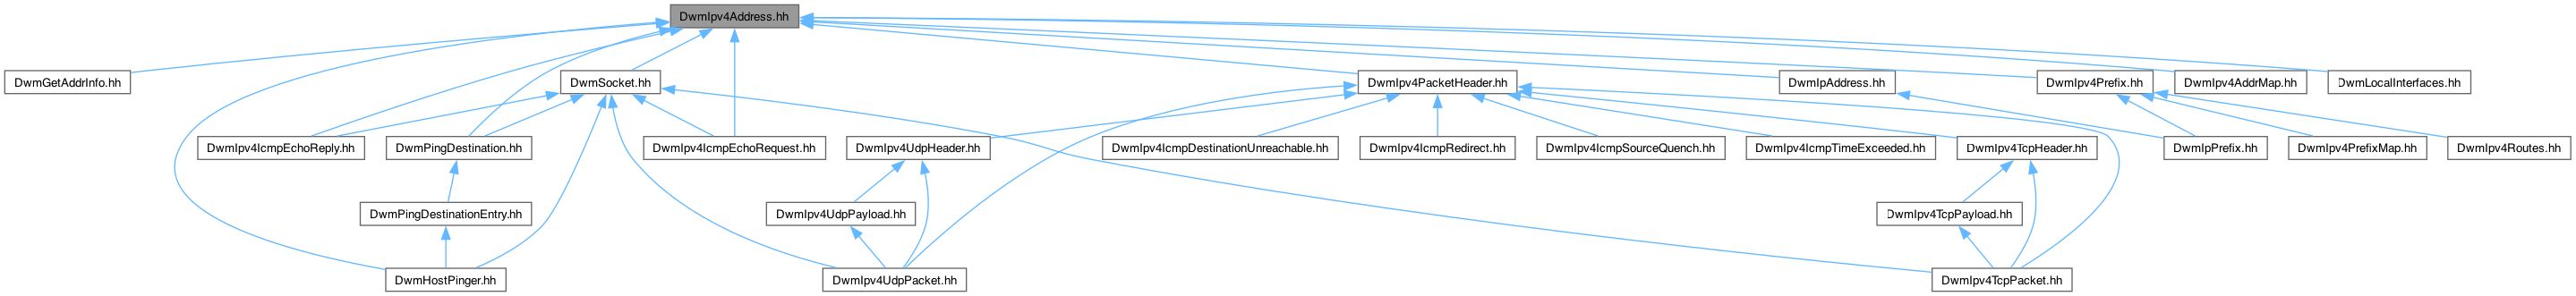 DwmIpv4Address.hh
DwmGetAddrInfo.hh
DwmSocket.hh
DwmIpv4PacketHeader.hh
DwmIpAddress.hh
DwmIpv4Prefix.hh
DwmIpv4AddrMap.hh
DwmLocalInterfaces.hh
DwmIpv4IcmpEchoReply.hh
DwmPingDestination.hh
DwmIpv4IcmpEchoRequest.hh
DwmIpv4UdpHeader.hh
DwmIpv4IcmpDestinationUnreachable.hh
DwmIpv4IcmpRedirect.hh
DwmIpv4IcmpSourceQuench.hh
DwmIpv4IcmpTimeExceeded.hh
DwmIpv4TcpHeader.hh
DwmIpPrefix.hh
DwmIpv4PrefixMap.hh
DwmIpv4Routes.hh
DwmPingDestinationEntry.hh
DwmIpv4UdpPayload.hh
DwmIpv4TcpPayload.hh
DwmHostPinger.hh
DwmIpv4UdpPacket.hh
DwmIpv4TcpPacket.hh